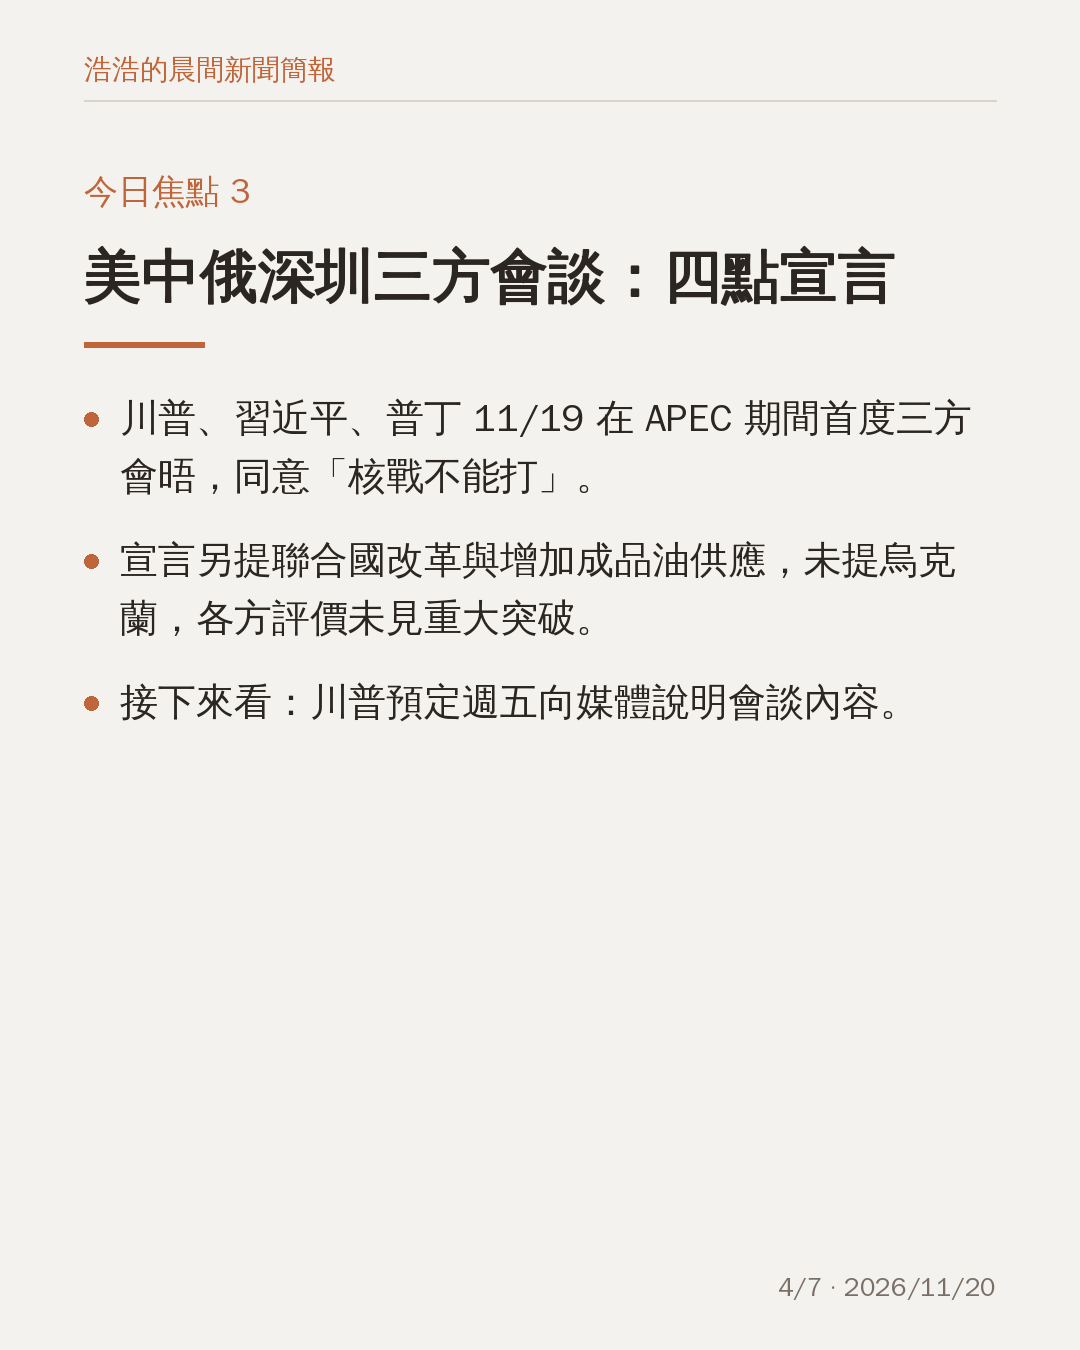 浩浩的晨間新聞簡報
今日焦點 3
美中俄深圳三方會談：四點宣言
川普、習近平、普丁 11/19 在 APEC 期間首度三方
會晤，同意「核戰不能打」。
宣言另提聯合國改革與增加成品油供應，未提烏克
蘭，各方評價未見重大突破。
接下來看：川普預定週五向媒體說明會談內容。
4/7 · 2026/11/20